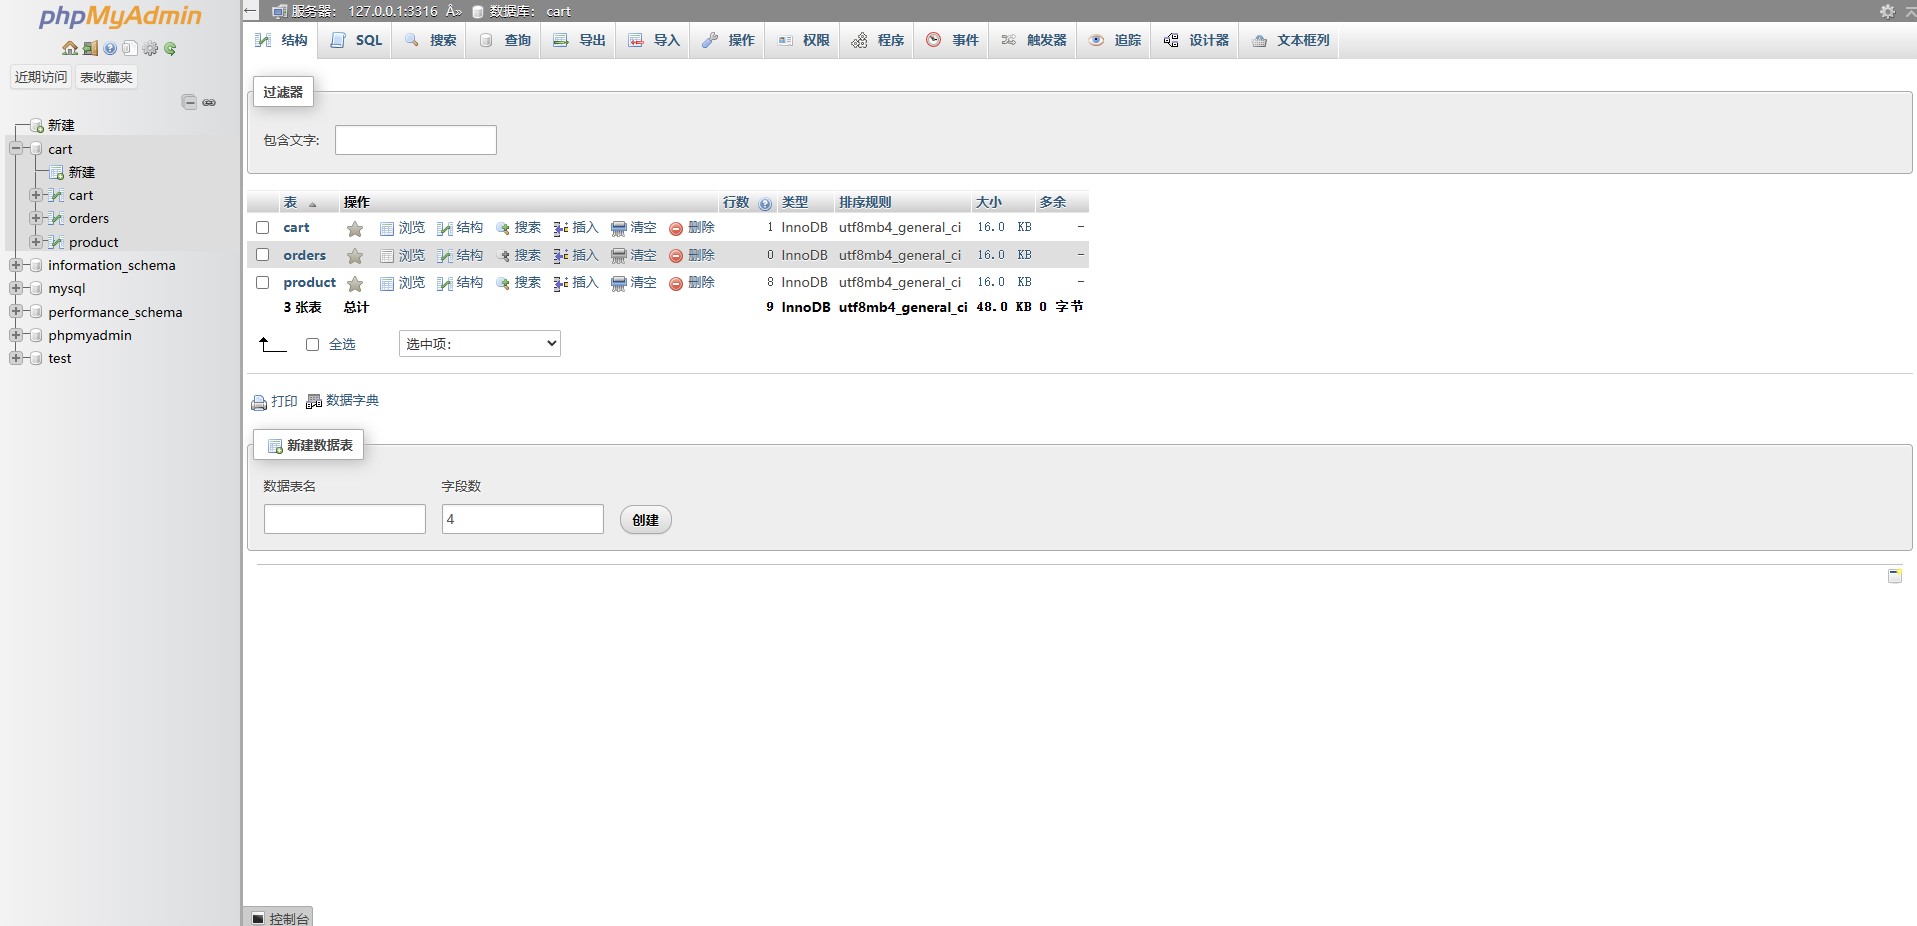 phpMyAdmin
近期访问 表收藏夹
新建
cart
新建
cart
orders
product
information_schema
mysql
performance_schema
phpmyadmin
test
服务器: 127.0.0.1:3316 Â» 数据库: cart
结构 SQL 搜索 查询 导出 导入 操作 权限 程序 事件 触发器 追踪 设计器 文本框列
过滤器
包含文字:
表 操作 行数 类型 排序规则 大小 多余
cart 浏览 结构 搜索 插入 清空 删除 1 InnoDB utf8mb4_general_ci 16.0 KB -
orders 浏览 结构 搜索 插入 清空 删除 0 InnoDB utf8mb4_general_ci 16.0 KB -
product 浏览 结构 搜索 插入 清空 删除 8 InnoDB utf8mb4_general_ci 16.0 KB -
3 张表 总计 9 InnoDB utf8mb4_general_ci 48.0 KB 0 字节
全选 选中项:
打印 数据字典
新建数据表
数据表名 字段数
4 创建
控制台